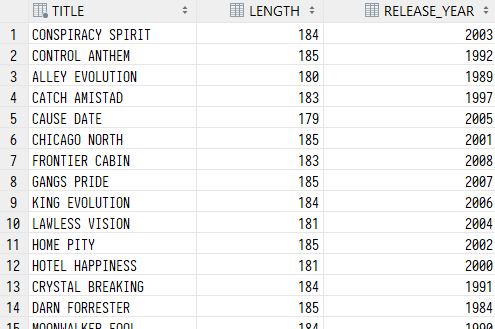 TITLE LENGTH RELEASE_YEAR
1 CONSPIRACY SPIRIT 184 2003
2 CONTROL ANTHEM 185 1992
3 ALLEY EVOLUTION 180 1989
4 CATCH AMISTAD 183 1997
5 CAUSE DATE 179 2005
6 CHICAGO NORTH 185 2001
7 FRONTIER CABIN 183 2008
8 GANGS PRIDE 185 2007
9 KING EVOLUTION 184 2006
10 LAWLESS VISION 181 2004
11 HOME PITY 185 2002
12 HOTEL HAPPINESS 181 2000
13 CRYSTAL BREAKING 184 1991
14 DARN FORRESTER 185 1984
15 MOONWALKER FOOL 184 1990